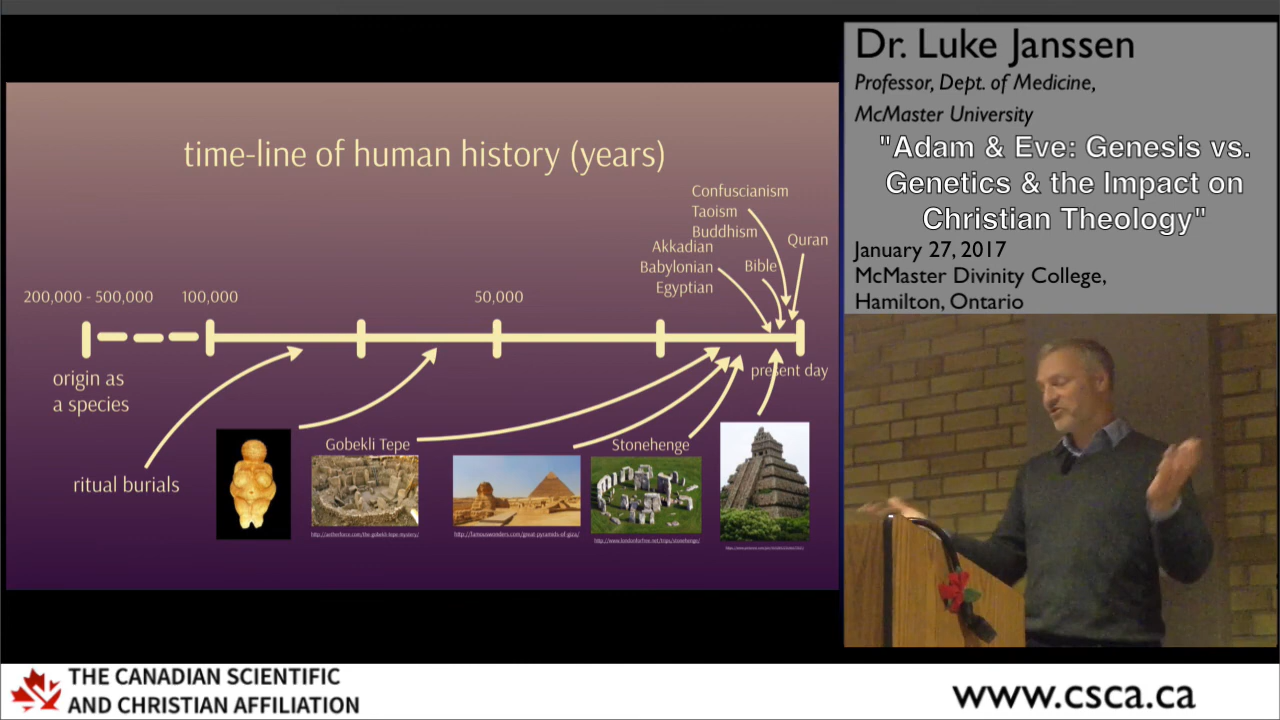 time-line of human history (years)
Confuscianism
Taoism
Buddhism
Akkadian
Babylonian
Egyptian
Bible
Quran
200,000 - 500,000
100,000
50,000
origin as
a species
present day
ritual burials
Gobekli Tepe
Stonehenge
Dr. Luke Janssen
Professor, Dept. of Medicine,
McMaster University
"Adam & Eve: Genesis vs.
Genetics & the Impact on
Christian Theology"
January 27, 2017
McMaster Divinity College,
Hamilton, Ontario
THE CANADIAN SCIENTIFIC
AND CHRISTIAN AFFILIATION
www.csca.ca